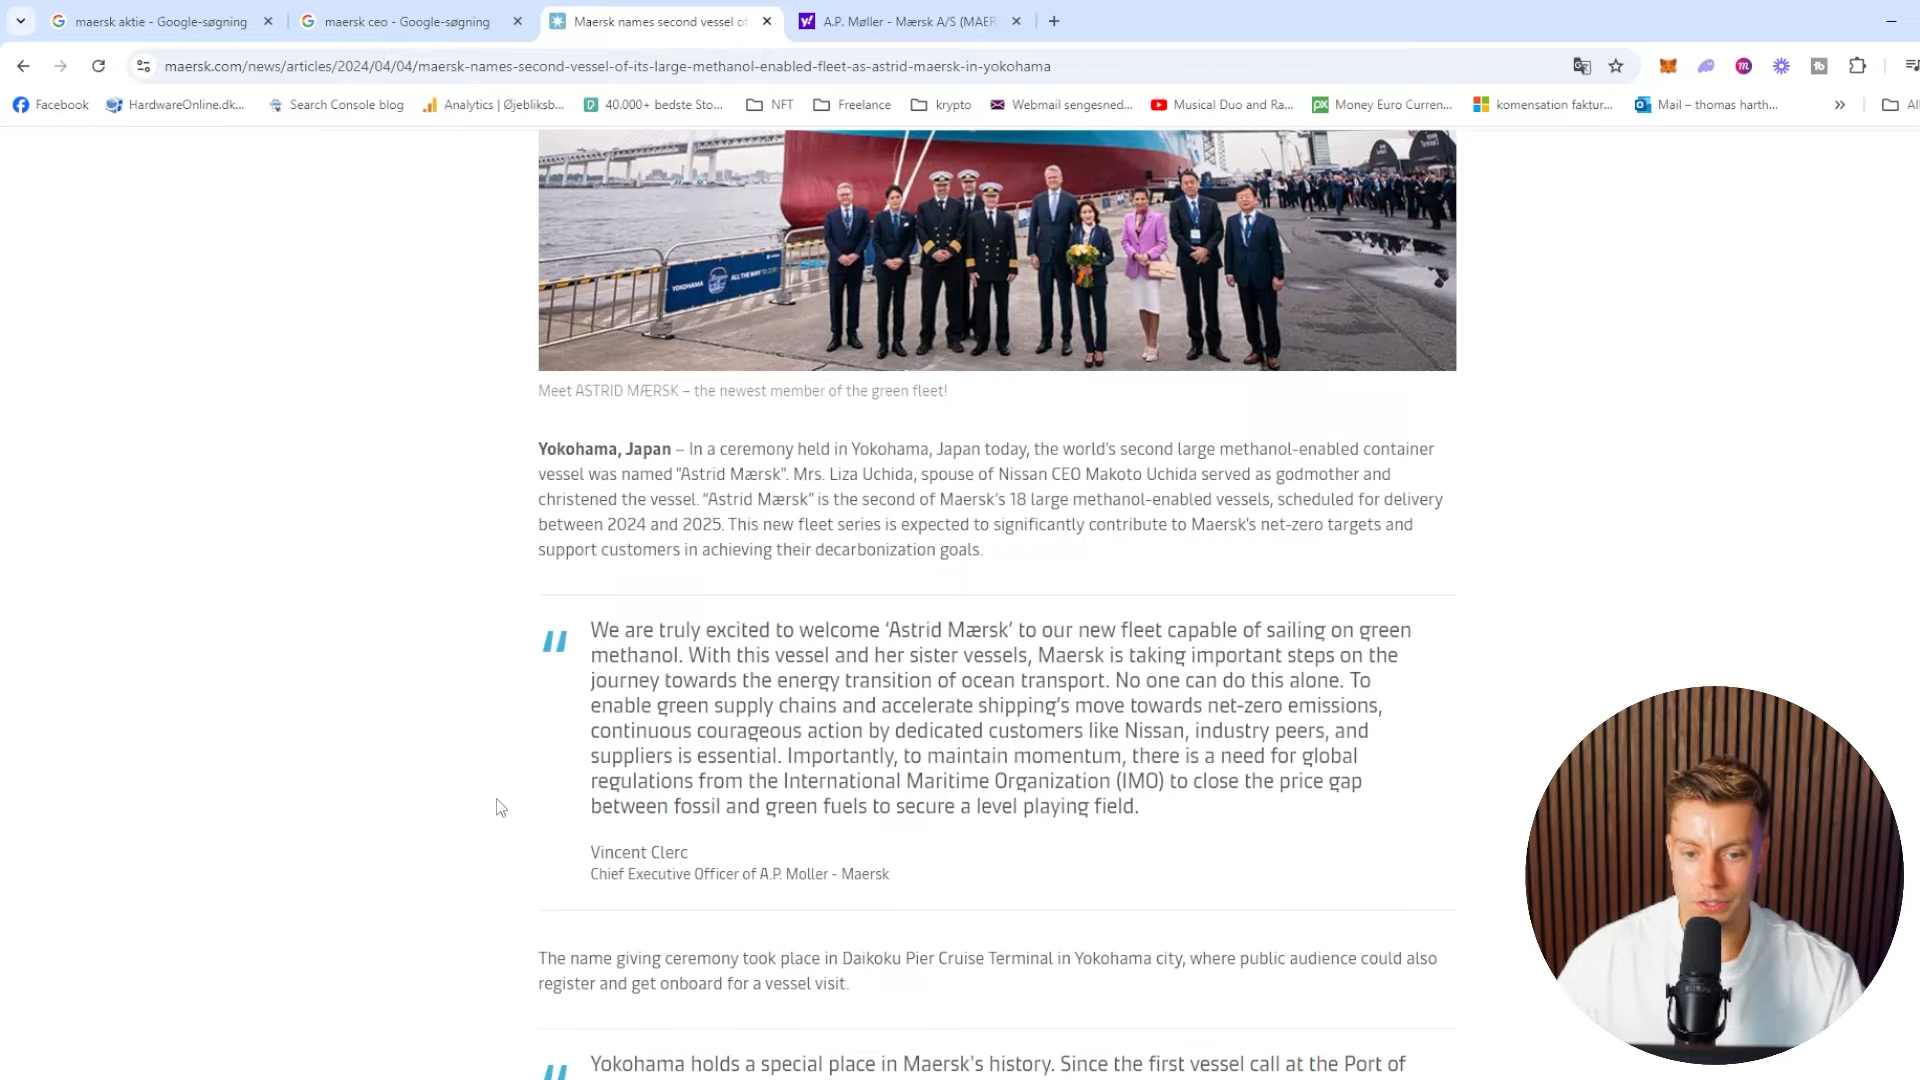 maersk aktie - Google-søgning
maersk ceo - Google-søgning
Maersk names second vessel of
A.P. Møller - Mærsk A/S (MAER
maersk.com/news/articles/2024/04/04/maersk-names-second-vessel-of-its-large-methanol-enabled-fleet-as-astrid-maersk-in-yokohama
Facebook
HardwareOnline.dk...
Search Console blog
Analytics | Øjebliksb...
40.000+ bedste Sto...
NFT
Freelance
krypto
Webmail sengesned...
Musical Duo and Ra...
Money Euro Curren...
komensation faktur...
Mail – thomas harth...
Al
YOKOHAMA
ALL THE WAY TO ZERO
Meet ASTRID MÆRSK – the newest member of the green fleet!
Yokohama, Japan – In a ceremony held in Yokohama, Japan today, the world's second large methanol-enabled container
vessel was named "Astrid Mærsk". Mrs. Liza Uchida, spouse of Nissan CEO Makoto Uchida served as godmother and
christened the vessel. “Astrid Mærsk” is the second of Maersk’s 18 large methanol-enabled vessels, scheduled for delivery
between 2024 and 2025. This new fleet series is expected to significantly contribute to Maersk's net-zero targets and
support customers in achieving their decarbonization goals.
We are truly excited to welcome ‘Astrid Mærsk’ to our new fleet capable of sailing on green
methanol. With this vessel and her sister vessels, Maersk is taking important steps on the
journey towards the energy transition of ocean transport. No one can do this alone. To
enable green supply chains and accelerate shipping’s move towards net-zero emissions,
continuous courageous action by dedicated customers like Nissan, industry peers, and
suppliers is essential. Importantly, to maintain momentum, there is a need for global
regulations from the International Maritime Organization (IMO) to close the price gap
between fossil and green fuels to secure a level playing field.
Vincent Clerc
Chief Executive Officer of A.P. Moller - Maersk
The name giving ceremony took place in Daikoku Pier Cruise Terminal in Yokohama city, where public audience could also
register and get onboard for a vessel visit.
Yokohama holds a special place in Maersk's history. Since the first vessel call at the Port of